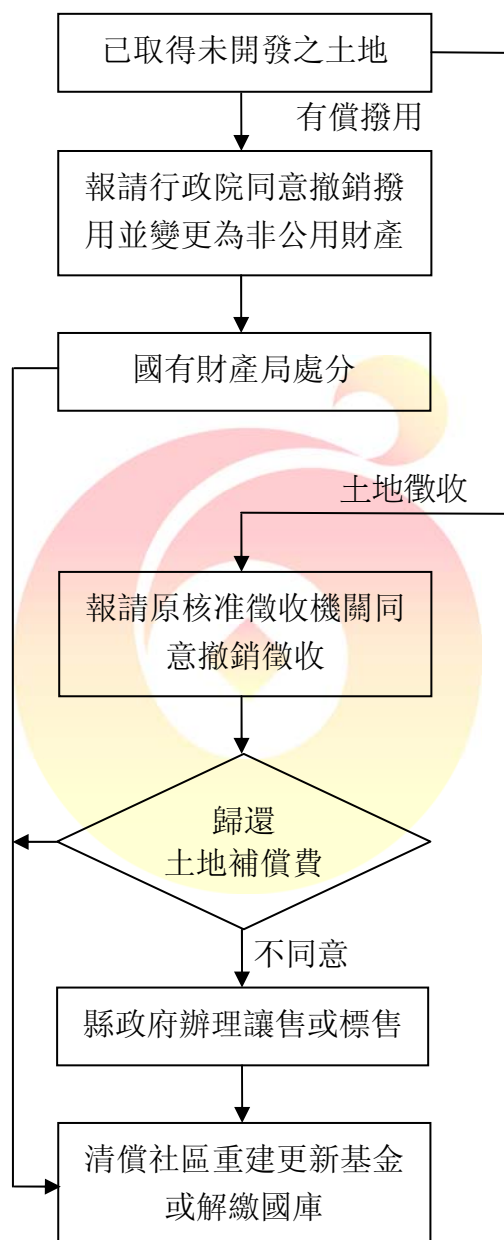 已取得未開發之土地
有償撥用
報請行政院同意撤銷撥
用並變更為非公用財產
國有財產局處分
土地徵收
報請原核准徵收機關同
意撤銷徵收
歸還
土地補償費
不同意
縣政府辦理讓售或標售
清償社區重建更新基金
或解繳國庫